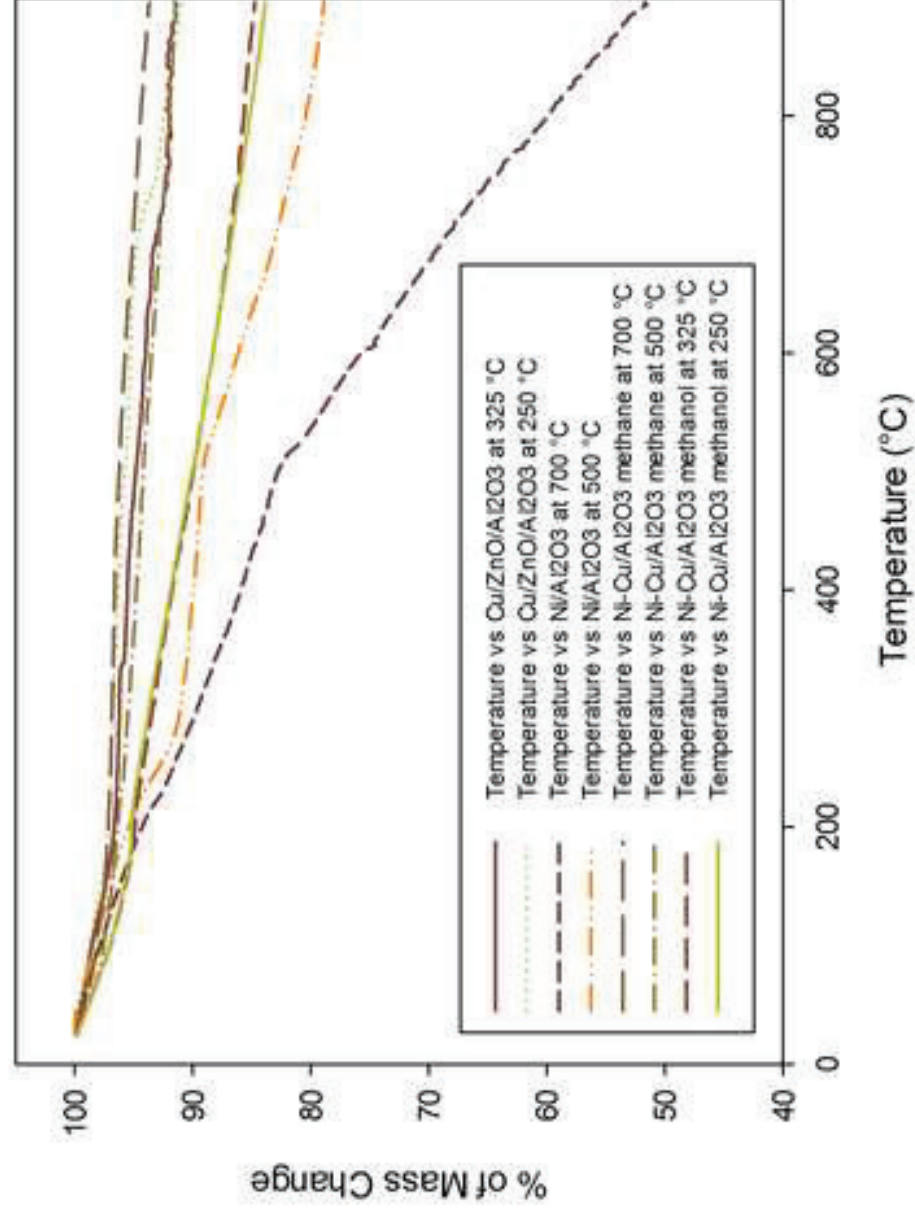 % of Mass Change
100
90
80
70
60
50
40
Temperature vs Cu/ZnO/Al2O3 at 325 °C
Temperature vs Cu/ZnO/Al2O3 at 250 °C
Temperature vs Ni/Al2O3 at 700 °C
Temperature vs Ni/Al2O3 at 500 °C
Temperature vs Ni-Cu/Al2O3 methane at 700 °C
Temperature vs Ni-Cu/Al2O3 methane at 500 °C
Temperature vs Ni-Cu/Al2O3 methanol at 325 °C
Temperature vs Ni-Cu/Al2O3 methanol at 250 °C
0
200
400
600
800
Temperature (°C)